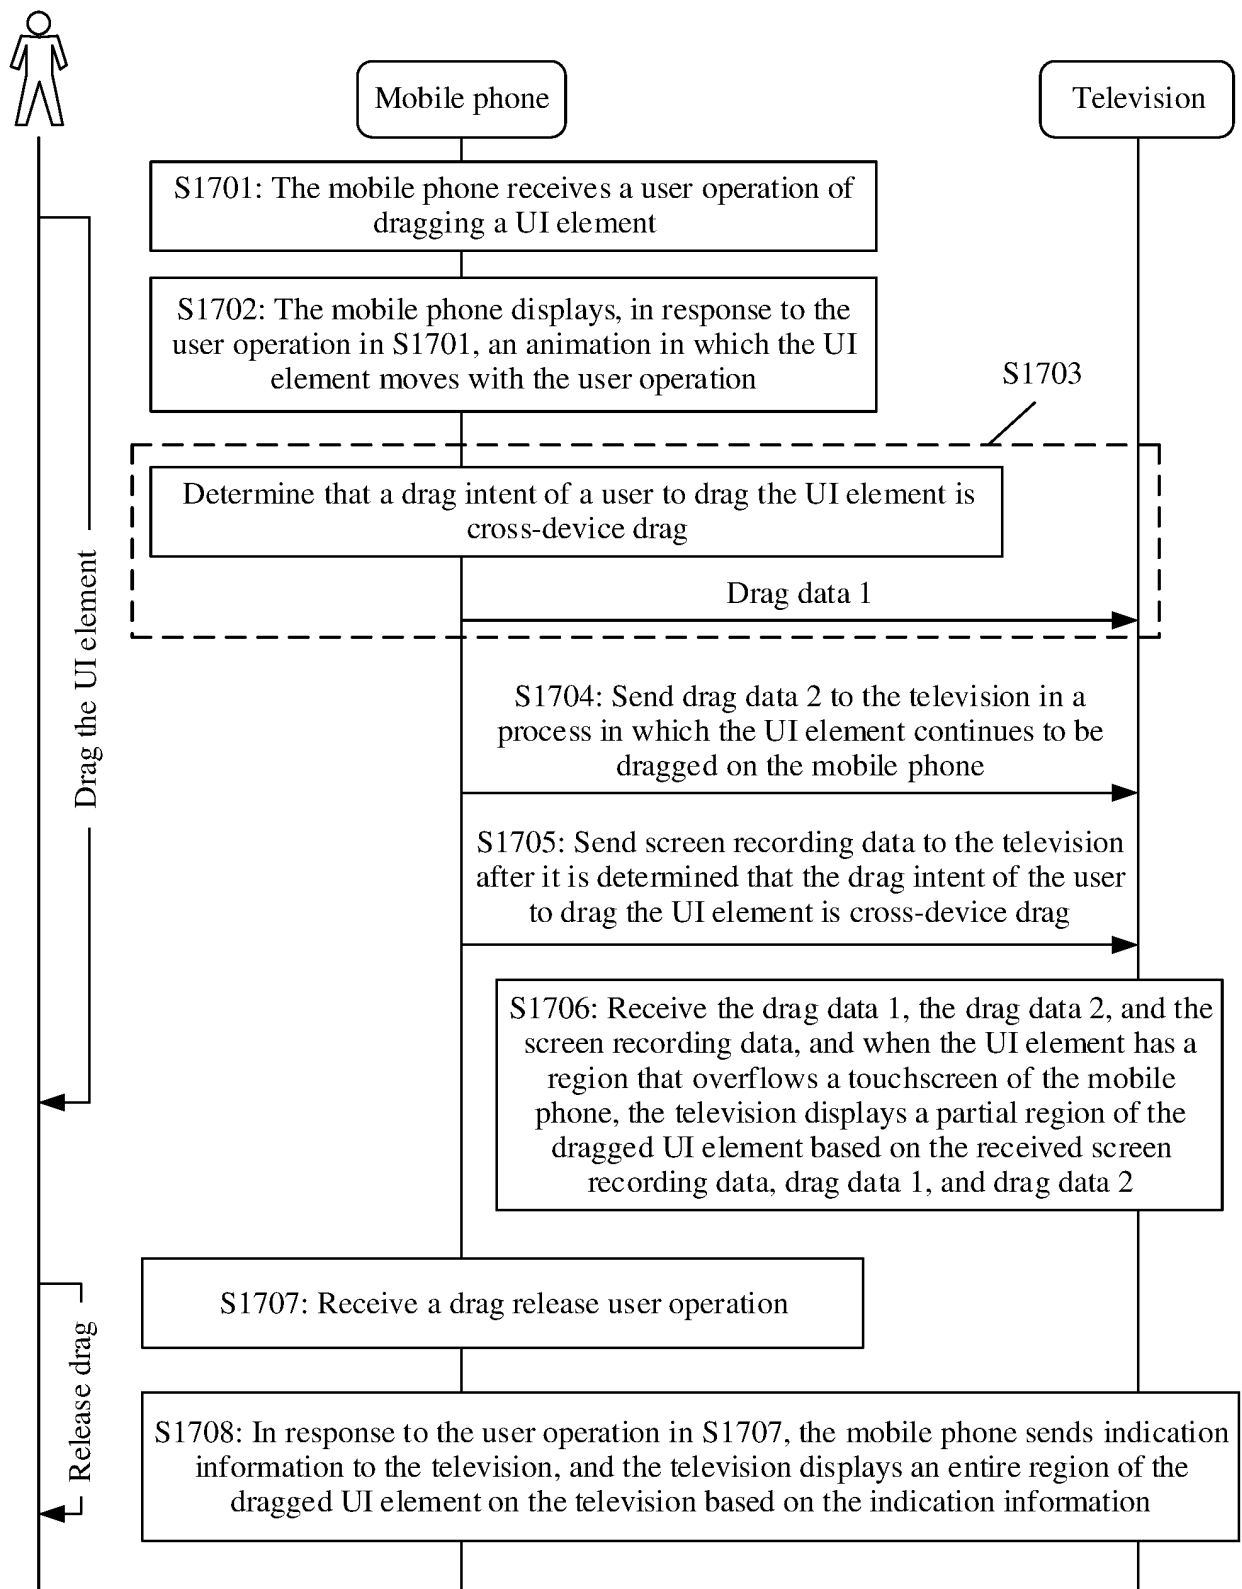 Mobile phone
Television
S1701: The mobile phone receives a user operation of
dragging a UI element
S1702: The mobile phone displays, in response to the
user operation in S1701, an animation in which the UI
element moves with the user operation
S1703
Determine that a drag intent of a user to drag the UI element is
cross-device drag
Drag data 1
Drag the UI element
S1704: Send drag data 2 to the television in a
process in which the UI element continues to be
dragged on the mobile phone
S1705: Send screen recording data to the television
after it is determined that the drag intent of the user
to drag the UI element is cross-device drag
S1706: Receive the drag data 1, the drag data 2, and the
screen recording data, and when the UI element has a
region that overflows a touchscreen of the mobile
phone, the television displays a partial region of the
dragged UI element based on the received screen
recording data, drag data 1, and drag data 2
S1707: Receive a drag release user operation
Release drag
S1708: In response to the user operation in S1707, the mobile phone sends indication
information to the television, and the television displays an entire region of the
dragged UI element on the television based on the indication information